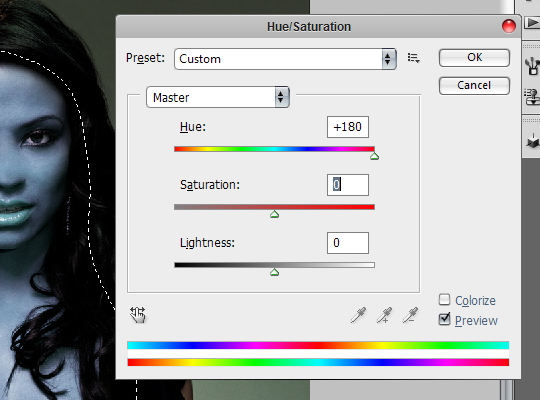 Hue/Saturation
Preset: Custom
OK
Cancel
Master
Hue: +180
Saturation: 0
Lightness: 0
Colorize
Preview